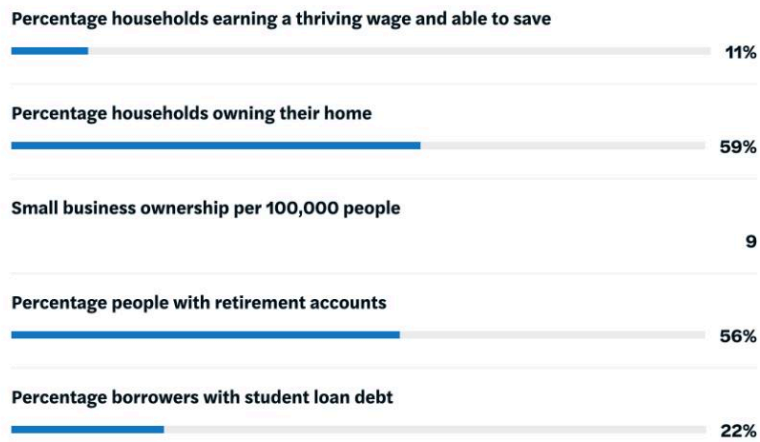 Percentage households earning a thriving wage and able to save
11%
Percentage households owning their home
59%
Small business ownership per 100,000 people
9
Percentage people with retirement accounts
56%
Percentage borrowers with student loan debt
22%